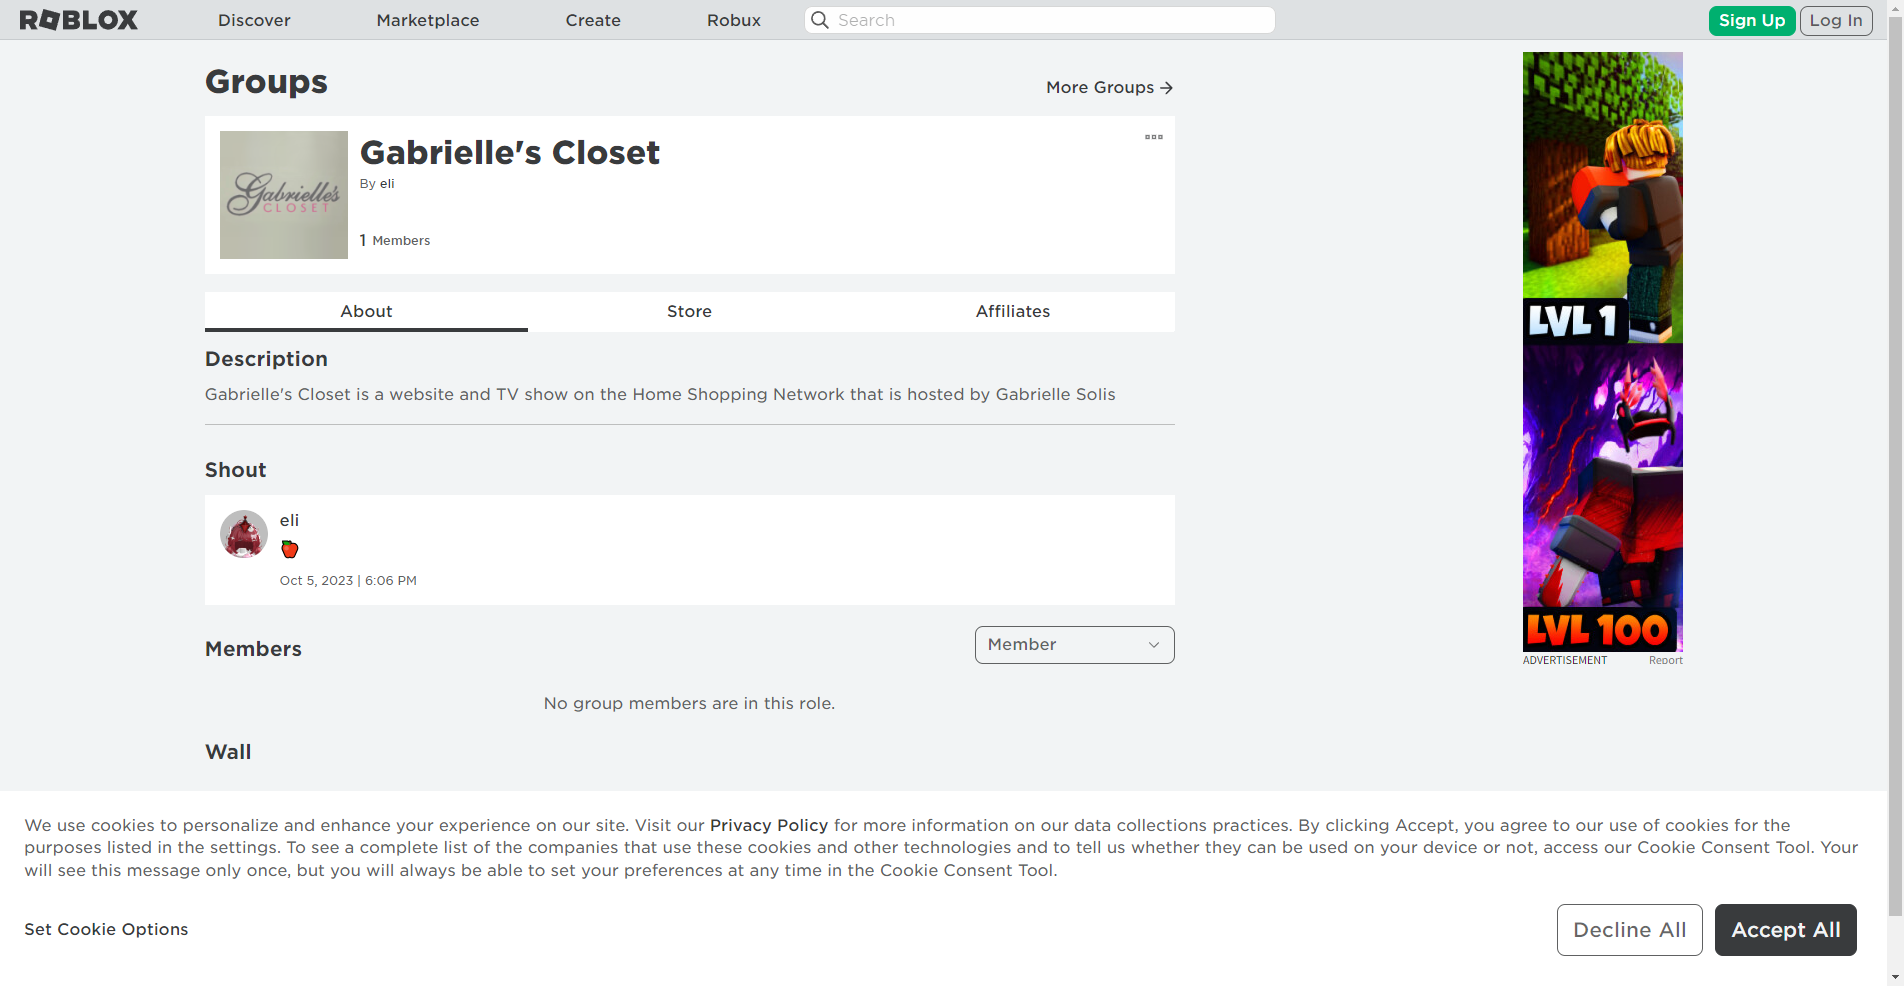 ROBLOX
Discover
Marketplace
Create
Robux
Search
Sign Up
Log In
Groups
More Groups →
Gabrielle's
CLOSET
Gabrielle's Closet
By eli
1 Members
About
Store
Affiliates
Description
Gabrielle's Closet is a website and TV show on the Home Shopping Network that is hosted by Gabrielle Solis
Shout
eli
🍎
Oct 5, 2023 | 6:06 PM
Members
Member
No group members are in this role.
Wall
LVL 1
LVL 100
ADVERTISEMENT
Report
We use cookies to personalize and enhance your experience on our site. Visit our Privacy Policy for more information on our data collections practices. By clicking Accept, you agree to our use of cookies for the
purposes listed in the settings. To see a complete list of the companies that use these cookies and other technologies and to tell us whether they can be used on your device or not, access our Cookie Consent Tool. Your
will see this message only once, but you will always be able to set your preferences at any time in the Cookie Consent Tool.
Set Cookie Options
Decline All
Accept All